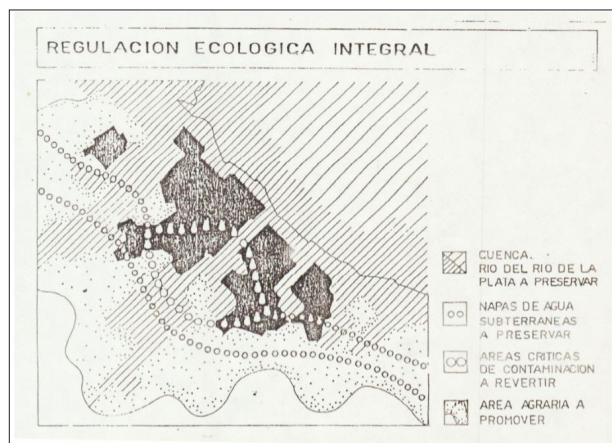 REGULACION ECOLOGICA INTEGRAL
CUENCA.
RIO DEL RIO DE LA
PLATA A PRESERVAR
NAPAS DE AGUA
SUBTERRANEAS
A PRESERVAR
AREAS CRITICAS
DE CONTAMINACION
A REVERTIR
AREA AGRARIA A
PROMOVER